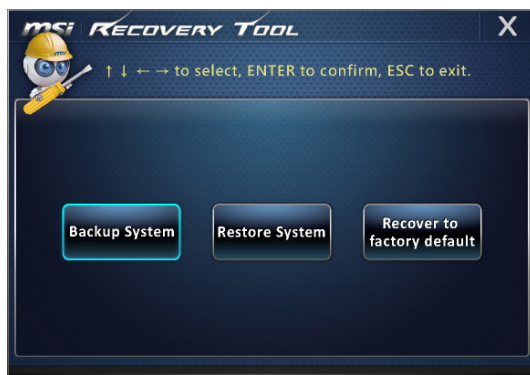 msi RECOVERY TOOL X
↑ ↓ ← → to select, ENTER to confirm, ESC to exit.
Backup System
Restore System
Recover to
factory default